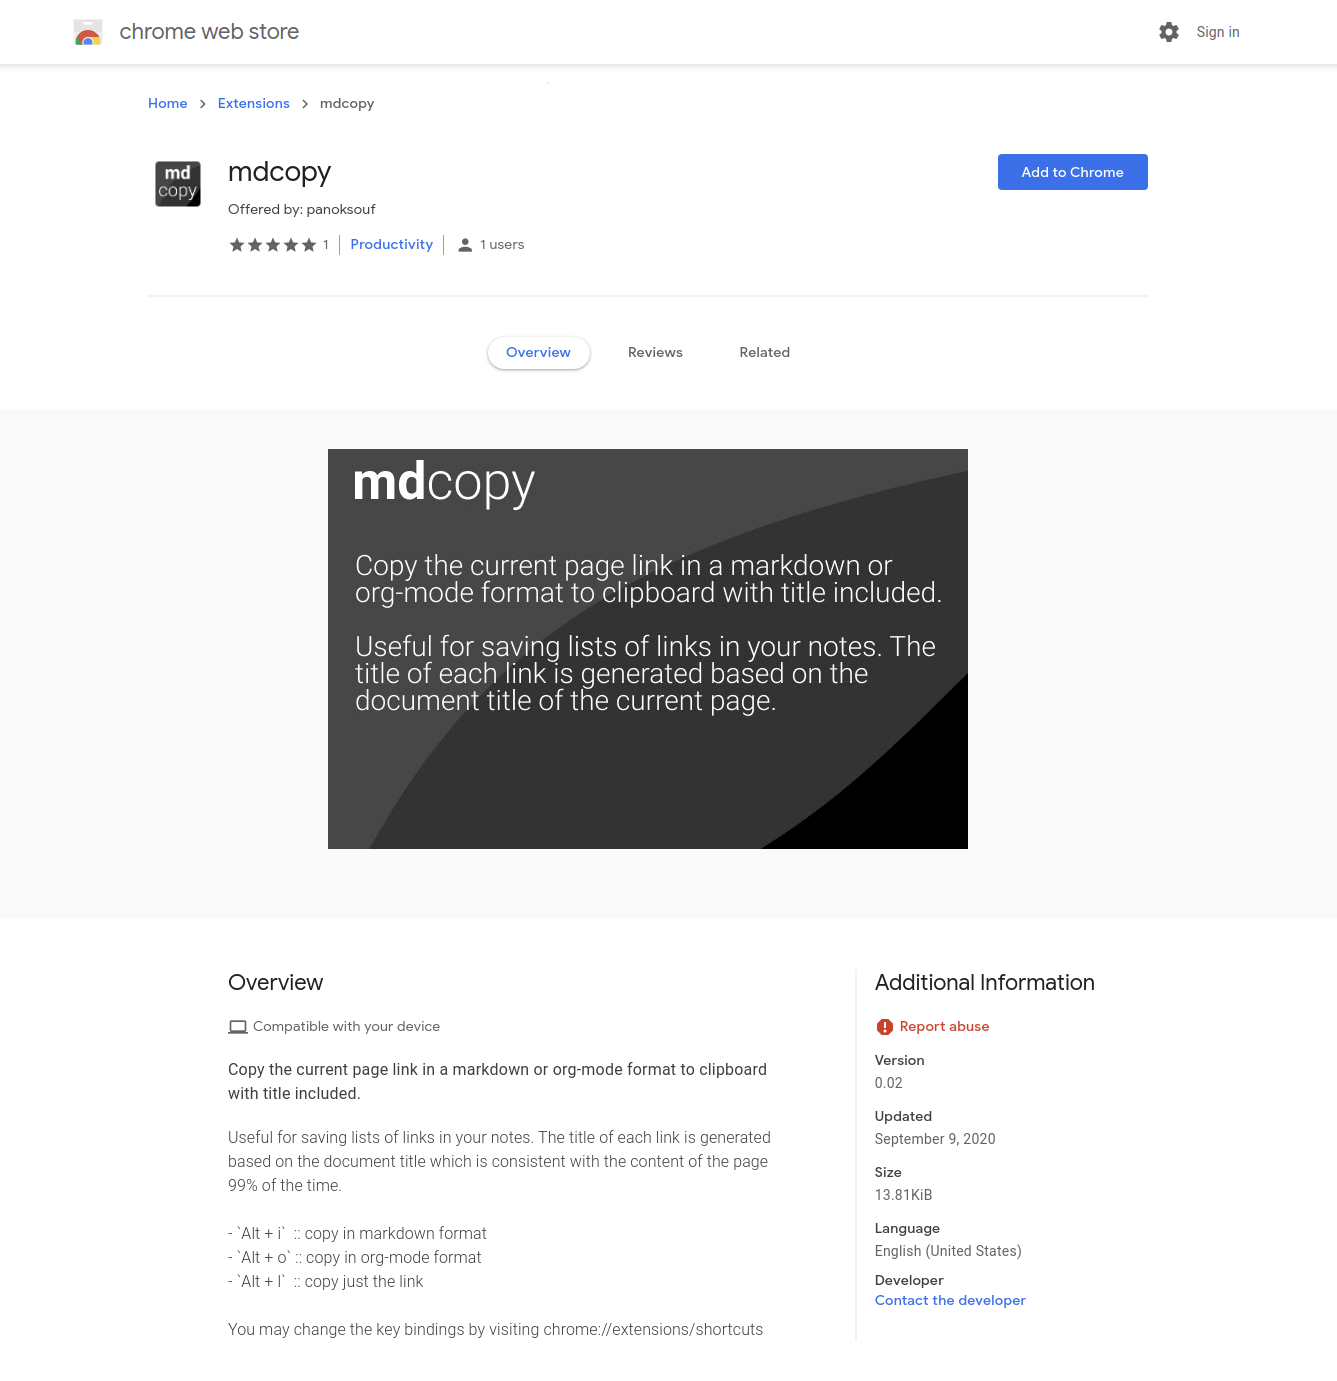 chrome web store
Sign in
Home > Extensions > mdcopy
md
copy
mdcopy
Add to Chrome
Offered by: panoksouf
1 | Productivity | 1 users
Overview
Reviews
Related
mdcopy
Copy the current page link in a markdown or
org-mode format to clipboard with title included.
Useful for saving lists of links in your notes. The
title of each link is generated based on the
document title of the current page.
Overview
Compatible with your device
Copy the current page link in a markdown or org-mode format to clipboard
with title included.
Useful for saving lists of links in your notes. The title of each link is generated
based on the document title which is consistent with the content of the page
99% of the time.
- `Alt + i` :: copy in markdown format
- `Alt + o` :: copy in org-mode format
- `Alt + l` :: copy just the link
You may change the key bindings by visiting chrome://extensions/shortcuts
Additional Information
Report abuse
Version
0.02
Updated
September 9, 2020
Size
13.81KiB
Language
English (United States)
Developer
Contact the developer